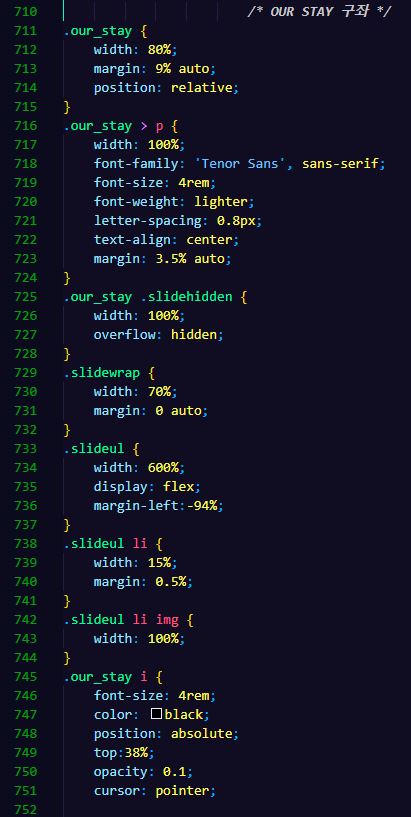 710 /* OUR STAY 구좌 */
711 .our_stay {
712 width: 80%;
713 margin: 9% auto;
714 position: relative;
715 }
716 .our_stay > p {
717 width: 100%;
718 font-family: 'Tenor Sans', sans-serif;
719 font-size: 4rem;
720 font-weight: lighter;
721 letter-spacing: 0.8px;
722 text-align: center;
723 margin: 3.5% auto;
724 }
725 .our_stay .slidehidden {
726 width: 100%;
727 overflow: hidden;
728 }
729 .slidewrap {
730 width: 70%;
731 margin: 0 auto;
732 }
733 .slideul {
734 width: 600%;
735 display: flex;
736 margin-left:-94%;
737 }
738 .slideul li {
739 width: 15%;
740 margin: 0.5%;
741 }
742 .slideul li img {
743 width: 100%;
744 }
745 .our_stay i {
746 font-size: 4rem;
747 color: black;
748 position: absolute;
749 top:38%;
750 opacity: 0.1;
751 cursor: pointer;
752